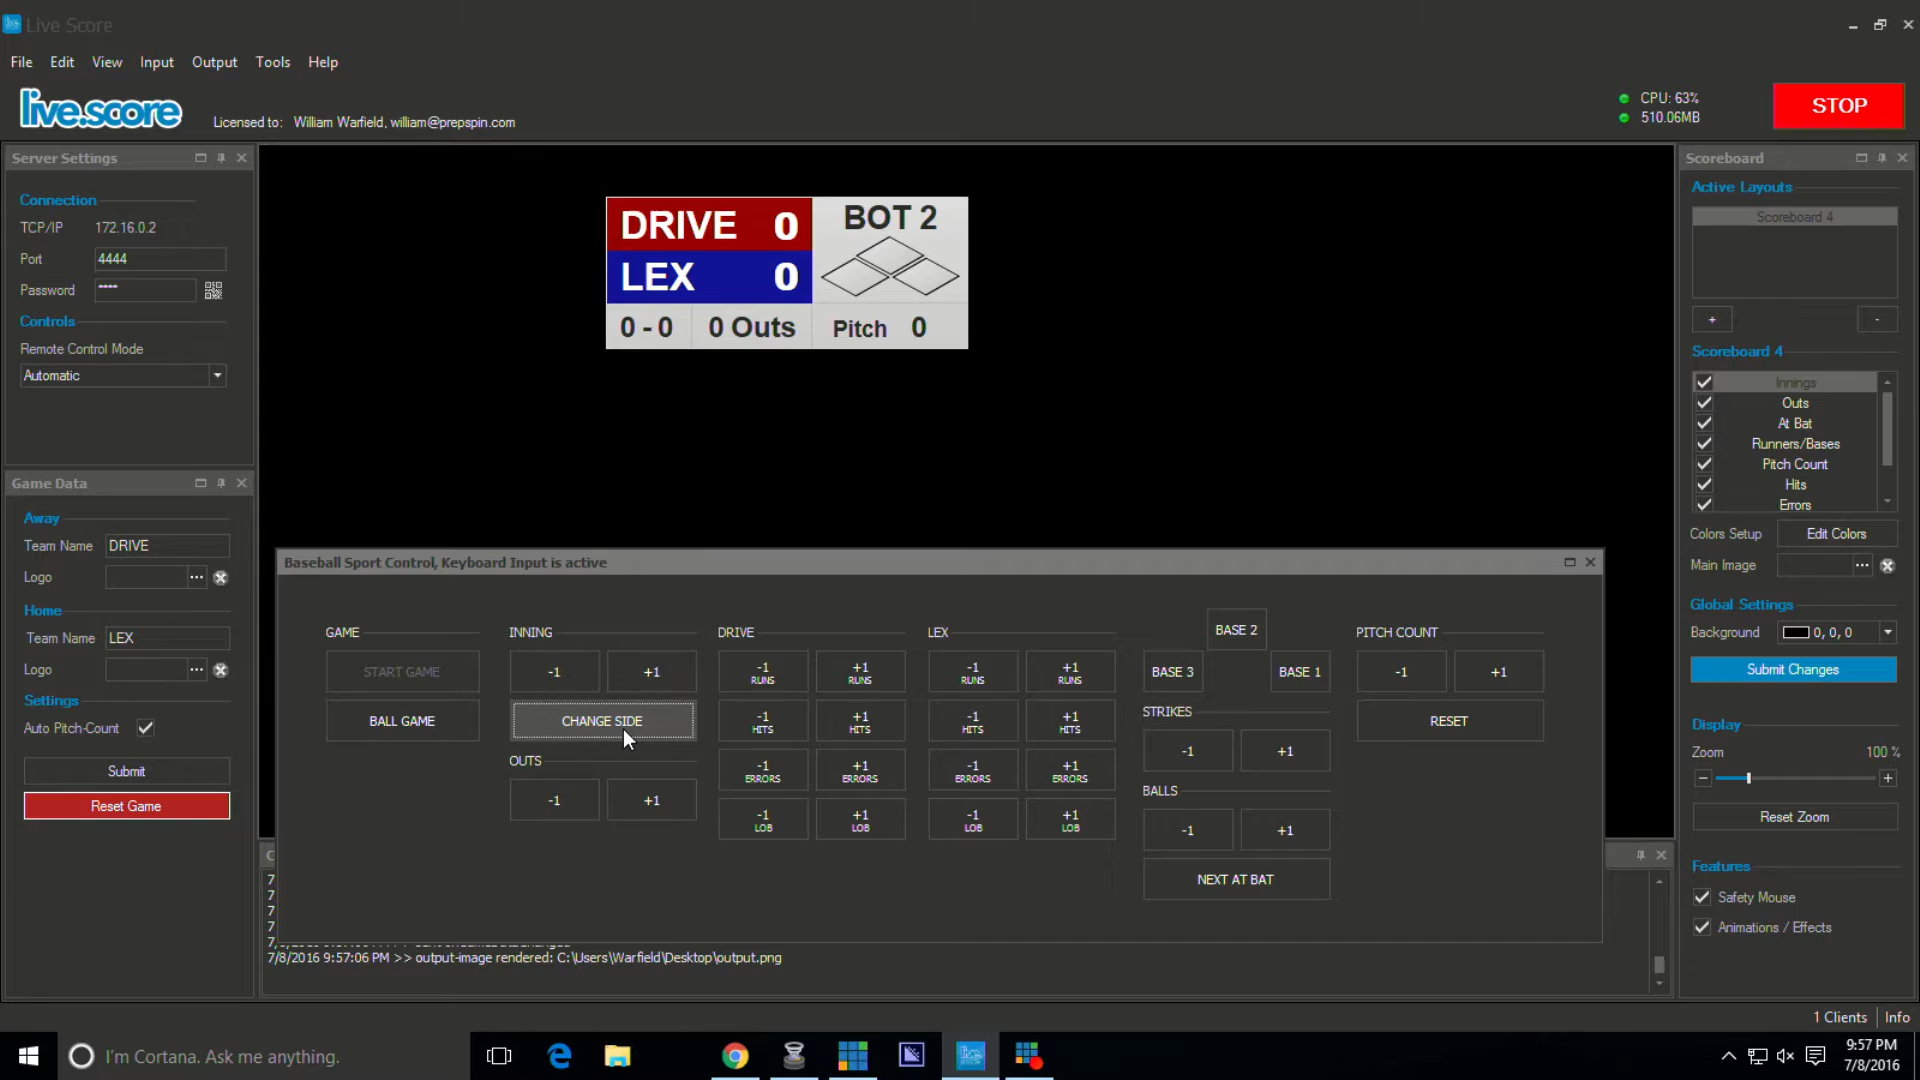 Live Score
File Edit View Input Output Tools Help
live.score
Licensed to: William Warfield, william@prepspin.com
CPU: 63%
510.06MB
STOP
Server Settings
Connection
TCP/IP 172.16.0.2
Port 4444
Password ****
Controls
Remote Control Mode
Automatic
Game Data
Away
Team Name DRIVE
Logo ...
Home
Team Name LEX
Logo ...
Settings
Auto Pitch-Count
Submit
Reset Game
DRIVE 0 BOT 2
LEX 0
0 - 0 0 Outs Pitch 0
Baseball Sport Control, Keyboard Input is active
GAME
START GAME
BALL GAME
INNING
-1 +1
CHANGE SIDE
OUTS
-1 +1
DRIVE
-1 RUNS +1 RUNS
-1 HITS +1 HITS
-1 ERRORS +1 ERRORS
-1 LOB +1 LOB
LEX
-1 RUNS +1 RUNS
-1 HITS +1 HITS
-1 ERRORS +1 ERRORS
-1 LOB +1 LOB
BASE 2
BASE 3 BASE 1
STRIKES
-1 +1
BALLS
-1 +1
NEXT AT BAT
PITCH COUNT
-1 +1
RESET
7/8/2016 9:57:06 PM >> output-image rendered: C:\Users\Warfield\Desktop\output.png
Scoreboard
Active Layouts
Scoreboard 4
+ -
Scoreboard 4
Innings
Outs
At Bat
Runners/Bases
Pitch Count
Hits
Errors
Colors Setup Edit Colors
Main Image ...
Global Settings
Background 0, 0, 0
Submit Changes
Display
Zoom 100 %
Reset Zoom
Features
Safety Mouse
Animations / Effects
1 Clients Info
I'm Cortana. Ask me anything.
9:57 PM
7/8/2016